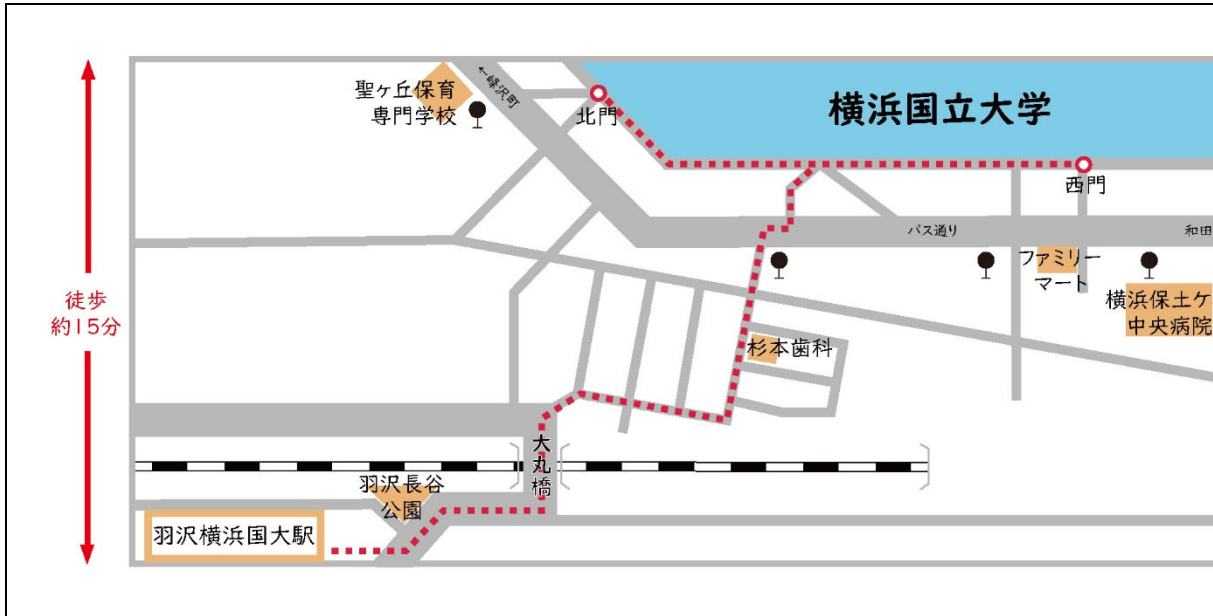 ↑峰沢町
聖ヶ丘保育
専門学校
北門
横浜国立大学
西門
バス通り
和田
ファミリー
マート
横浜保土ケ
中央病院
徒歩
約15分
杉本歯科
大丸橋
羽沢長谷
公園
羽沢横浜国大駅